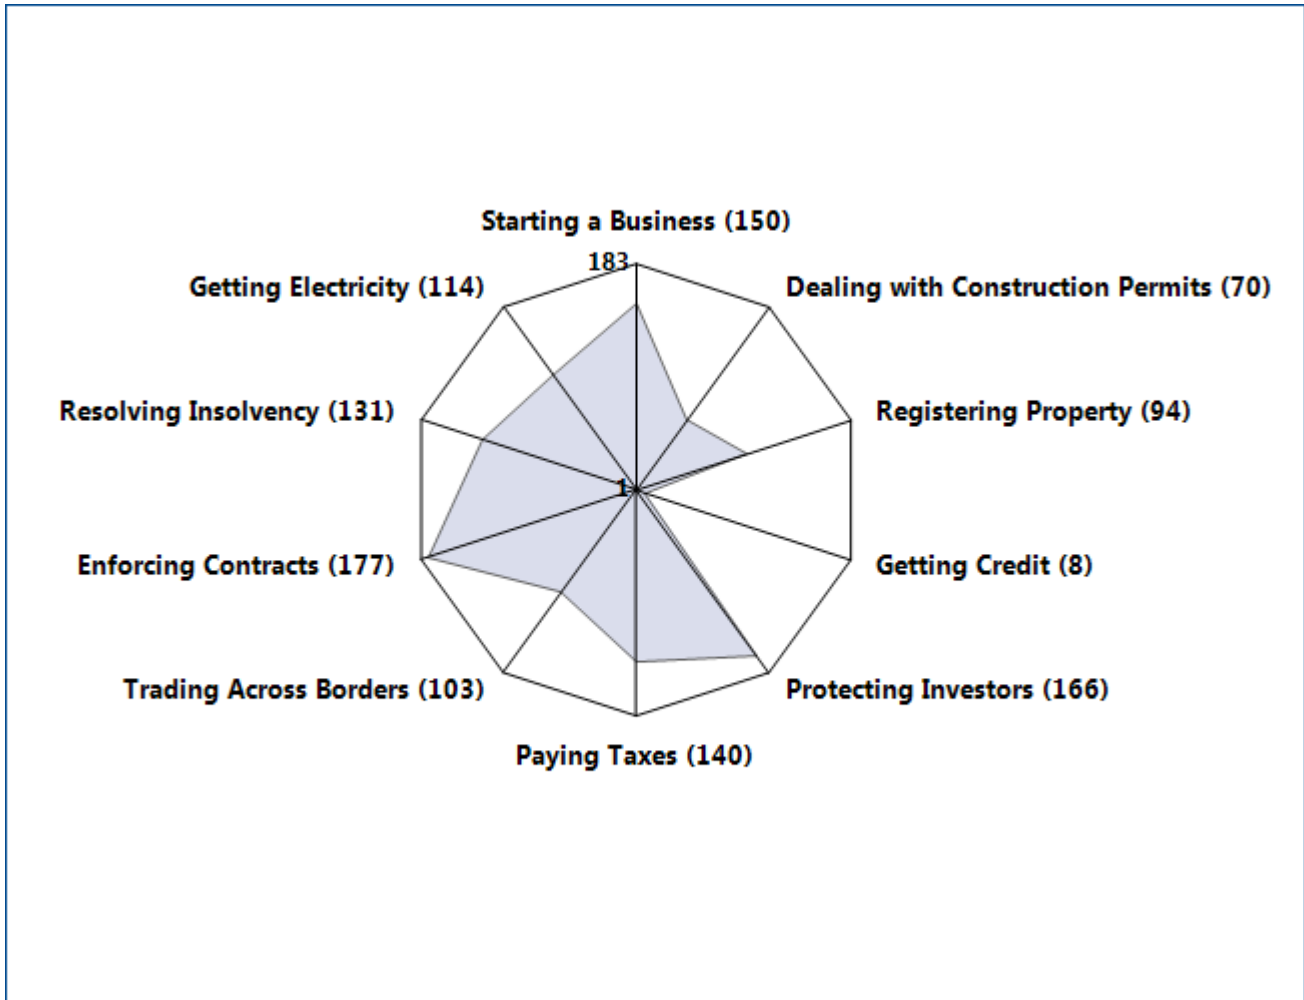 Starting a Business (150)
183
Getting Electricity (114)
Dealing with Construction Permits (70)
Resolving Insolvency (131)
Registering Property (94)
1
Enforcing Contracts (177)
Getting Credit (8)
Trading Across Borders (103)
Protecting Investors (166)
Paying Taxes (140)